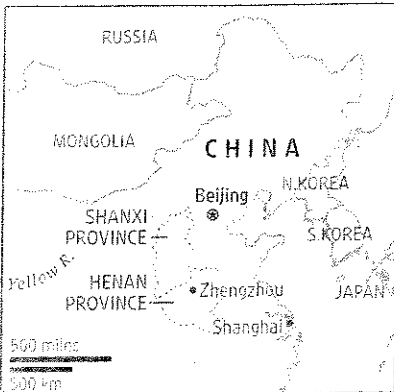 RUSSIA
MONGOLIA
CHINA
Beijing
N.KOREA
SHANXI
PROVINCE
S.KOREA
Yellow R.
HENAN
PROVINCE
Zhengzhou
JAPAN
Shanghai
500 miles
500 km